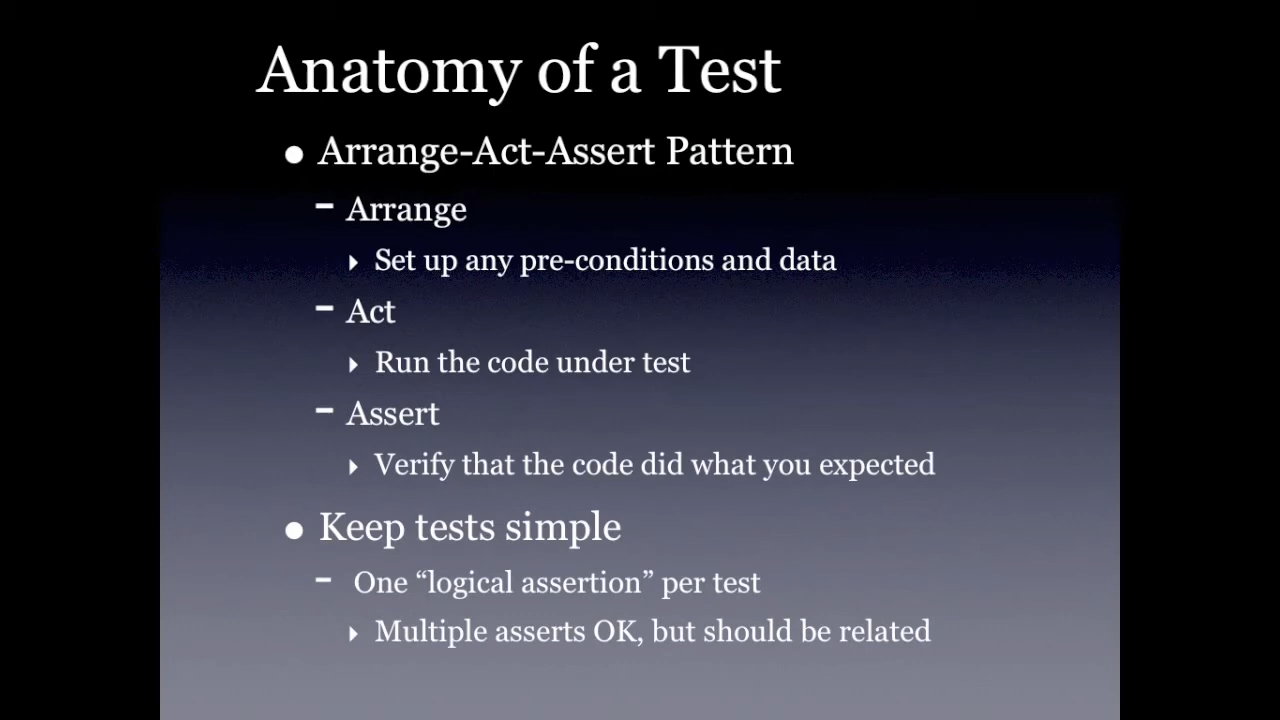 Anatomy of a Test
• Arrange-Act-Assert Pattern
- Arrange
‣ Set up any pre-conditions and data
- Act
‣ Run the code under test
- Assert
‣ Verify that the code did what you expected
• Keep tests simple
- One “logical assertion” per test
‣ Multiple asserts OK, but should be related